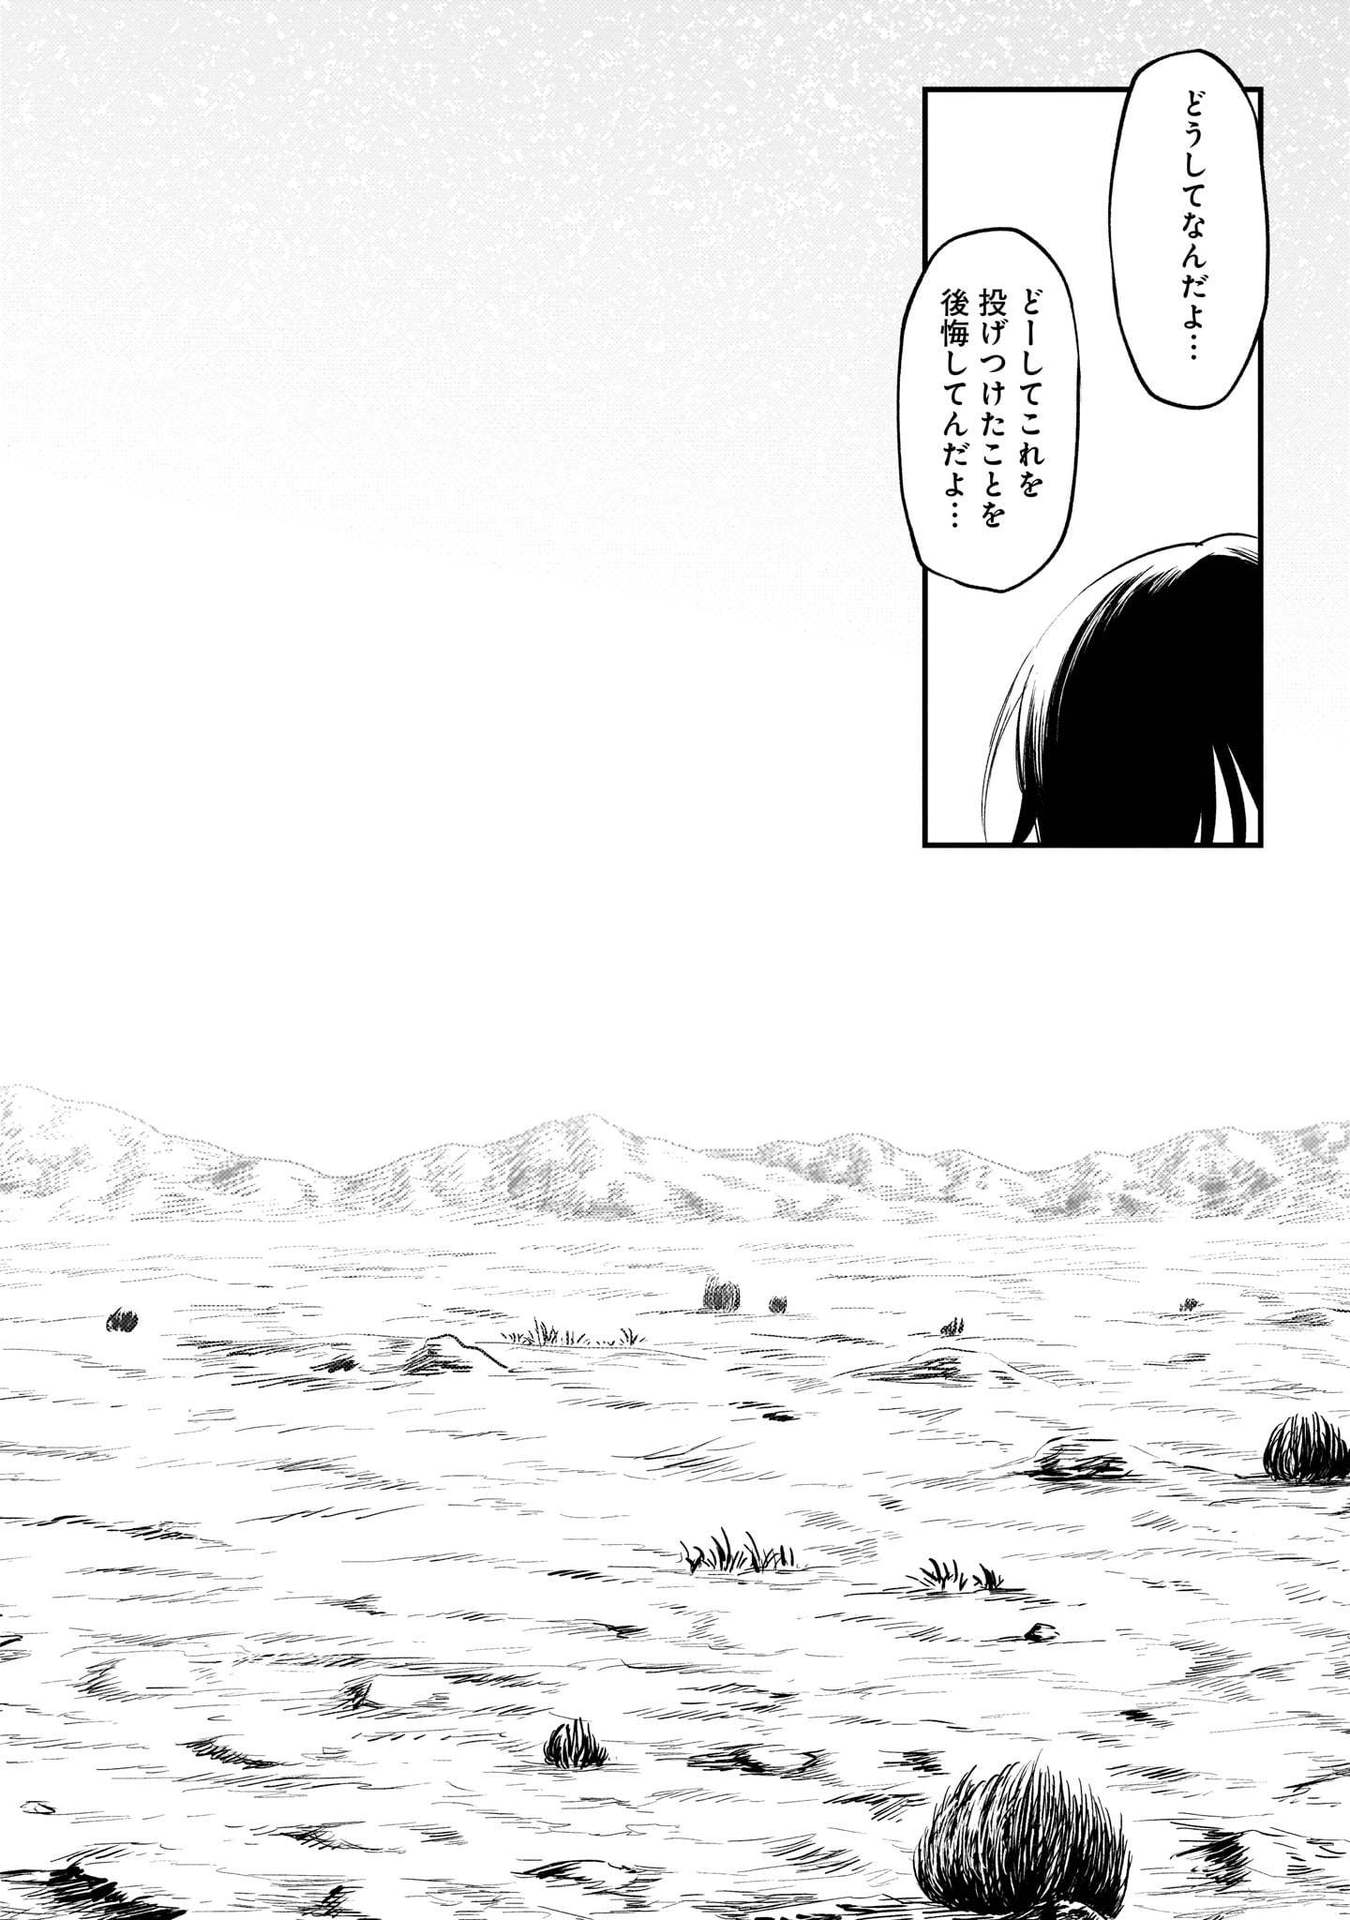 どうしてなんだよ…
どーしてこれを
投げつけたことを
後悔してんだよ…